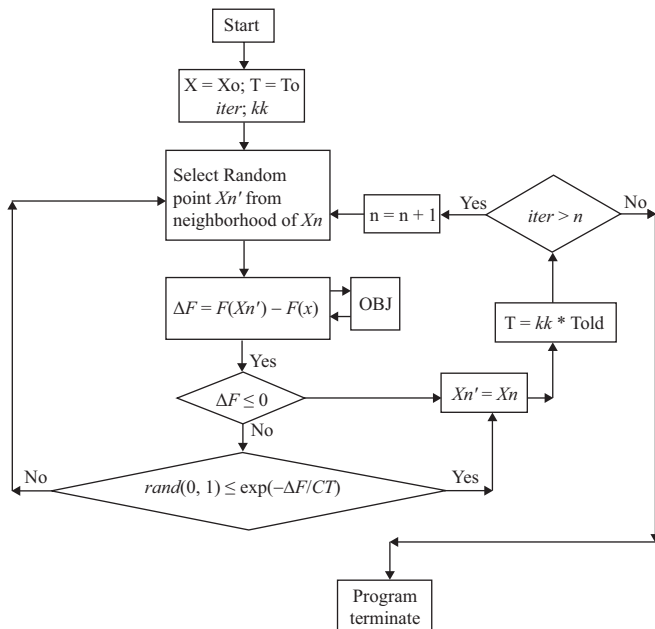 Start
X = Xo; T = To
iter; kk
Select Random
point Xn′ from
neighborhood of Xn
n = n + 1
Yes
iter > n
No
ΔF = F(Xn′) − F(x)
OBJ
T = kk * Told
Yes
ΔF ≤ 0
Xn′ = Xn
No
No
rand(0, 1) ≤ exp(−ΔF/CT)
Yes
Program
terminate